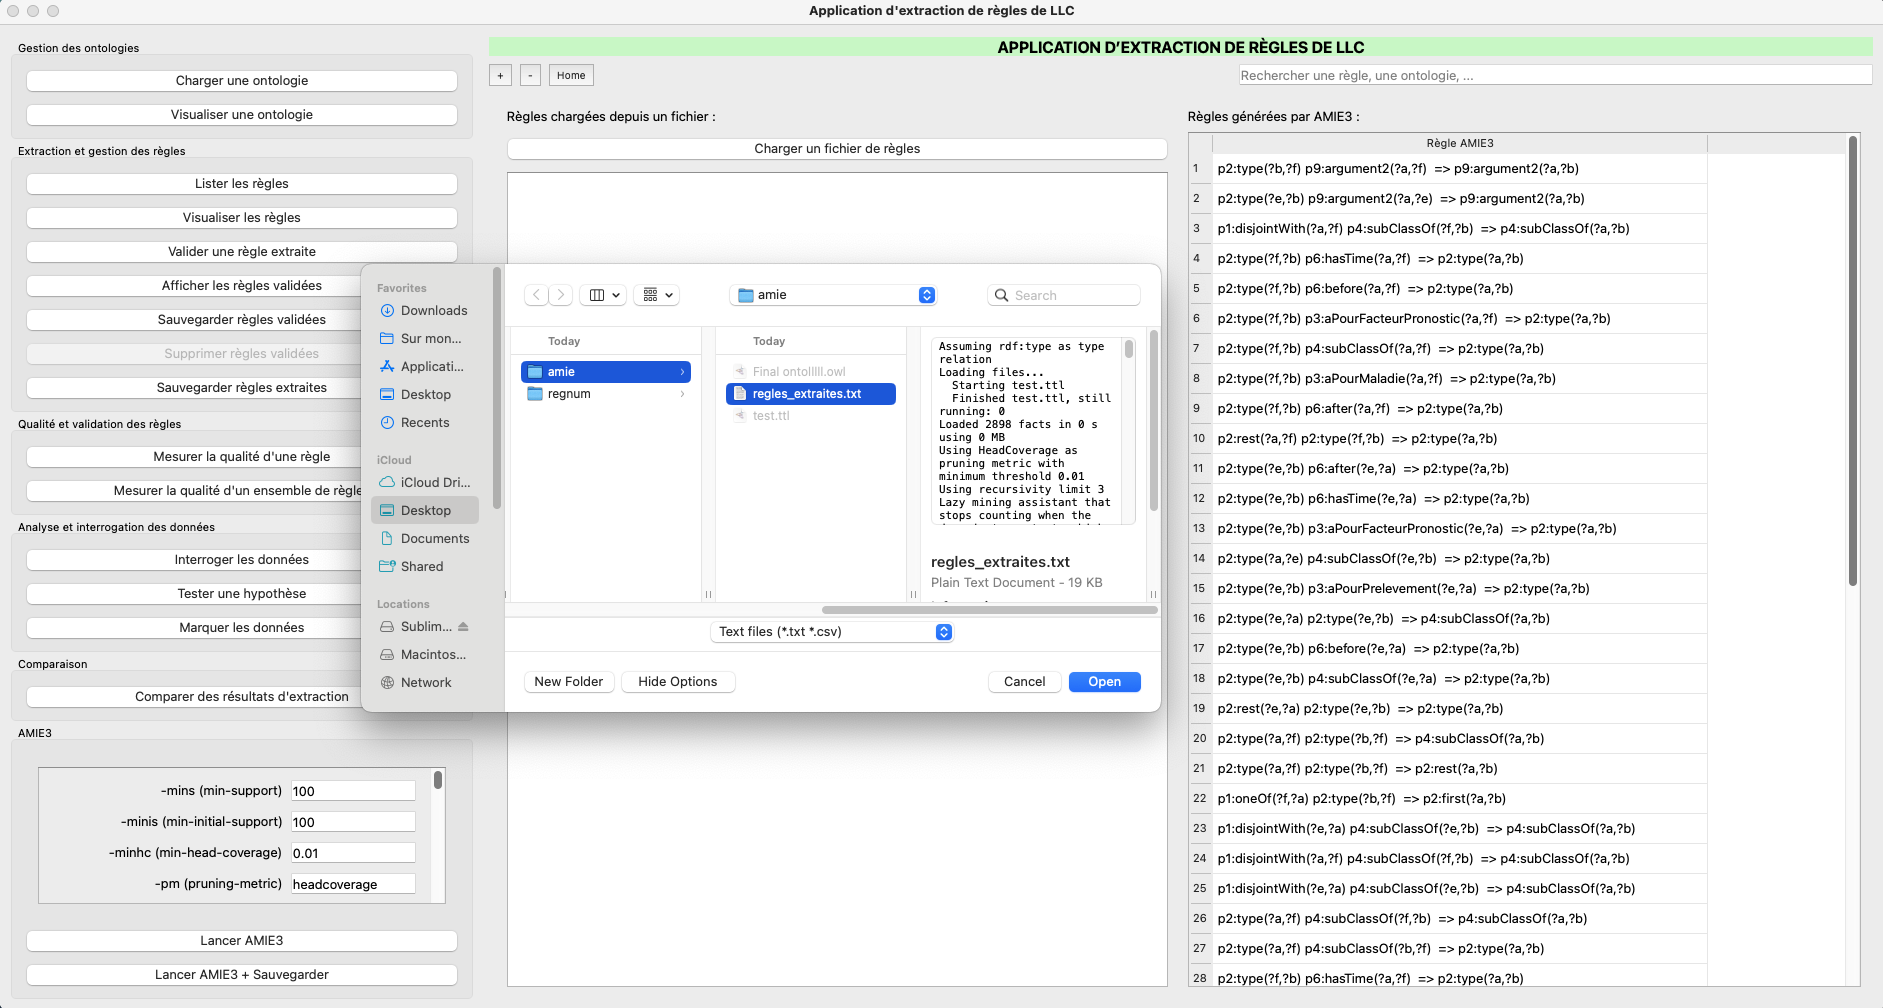 Application d'extraction de règles de LLC
Gestion des ontologies
Charger une ontologie
Visualiser une ontologie
Extraction et gestion des règles
Lister les règles
Visualiser les règles
Valider une règle extraite
Afficher les règles validées
Sauvegarder règles validées
Supprimer règles validées
Sauvegarder règles extraites
Qualité et validation des règles
Mesurer la qualité d'une règle
Mesurer la qualité d'un ensemble de règle
Analyse et interrogation des données
Interroger les données
Tester une hypothèse
Marquer les données
Comparaison
Comparer des résultats d'extraction
AMIE3
-mins (min-support) 100
-minis (min-initial-support) 100
-minhc (min-head-coverage) 0.01
-pm (pruning-metric) headcoverage
Lancer AMIE3
Lancer AMIE3 + Sauvegarder
APPLICATION D'EXTRACTION DE RÈGLES DE LLC
+ - Home
Rechercher une règle, une ontologie, ...
Règles chargées depuis un fichier :
Charger un fichier de règles
Favorites
Downloads
Sur mon...
Applicati...
Desktop
Recents
iCloud
iCloud Dri...
Desktop
Documents
Shared
Locations
Sublim...
Macintos...
Network
amie
Search
Today
amie
regnum
Today
Final ontolllll.owl
regles_extraites.txt
test.ttl
Assuming rdf:type as type
relation
Loading files...
Starting test.ttl
Finished test.ttl, still
running: 0
Loaded 2898 facts in 0 s
using 0 MB
Using HeadCoverage as
pruning metric with
minimum threshold 0.01
Using recursivity limit 3
Lazy mining assistant that
stops counting when the
regles_extraites.txt
Plain Text Document - 19 KB
Text files (*.txt *.csv)
New Folder
Hide Options
Cancel
Open
Règles générées par AMIE3 :
Règle AMIE3
1 p2:type(?b,?f) p9:argument2(?a,?f) => p9:argument2(?a,?b)
2 p2:type(?e,?b) p9:argument2(?a,?e) => p9:argument2(?a,?b)
3 p1:disjointWith(?a,?f) p4:subClassOf(?f,?b) => p4:subClassOf(?a,?b)
4 p2:type(?f,?b) p6:hasTime(?a,?f) => p2:type(?a,?b)
5 p2:type(?f,?b) p6:before(?a,?f) => p2:type(?a,?b)
6 p2:type(?f,?b) p3:aPourFacteurPronostic(?a,?f) => p2:type(?a,?b)
7 p2:type(?f,?b) p4:subClassOf(?a,?f) => p2:type(?a,?b)
8 p2:type(?f,?b) p3:aPourMaladie(?a,?f) => p2:type(?a,?b)
9 p2:type(?f,?b) p6:after(?a,?f) => p2:type(?a,?b)
10 p2:rest(?a,?f) p2:type(?f,?b) => p2:type(?a,?b)
11 p2:type(?e,?b) p6:after(?e,?a) => p2:type(?a,?b)
12 p2:type(?e,?b) p6:hasTime(?e,?a) => p2:type(?a,?b)
13 p2:type(?e,?b) p3:aPourFacteurPronostic(?e,?a) => p2:type(?a,?b)
14 p2:type(?a,?e) p4:subClassOf(?e,?b) => p2:type(?a,?b)
15 p2:type(?e,?b) p3:aPourPrelevement(?e,?a) => p2:type(?a,?b)
16 p2:type(?e,?a) p2:type(?e,?b) => p4:subClassOf(?a,?b)
17 p2:type(?e,?b) p6:before(?e,?a) => p2:type(?a,?b)
18 p2:type(?e,?b) p4:subClassOf(?e,?a) => p2:type(?a,?b)
19 p2:rest(?e,?a) p2:type(?e,?b) => p2:type(?a,?b)
20 p2:type(?a,?f) p2:type(?b,?f) => p4:subClassOf(?a,?b)
21 p2:type(?a,?f) p2:type(?b,?f) => p2:rest(?a,?b)
22 p1:oneOf(?f,?a) p2:type(?b,?f) => p2:first(?a,?b)
23 p1:disjointWith(?e,?a) p4:subClassOf(?e,?b) => p4:subClassOf(?a,?b)
24 p1:disjointWith(?a,?f) p4:subClassOf(?f,?b) => p4:subClassOf(?a,?b)
25 p1:disjointWith(?e,?a) p4:subClassOf(?e,?b) => p4:subClassOf(?a,?b)
26 p2:type(?a,?f) p4:subClassOf(?f,?b) => p4:subClassOf(?a,?b)
27 p2:type(?a,?f) p4:subClassOf(?b,?f) => p2:type(?a,?b)
28 p2:type(?f,?b) p6:hasTime(?a,?f) => p2:type(?a,?b)